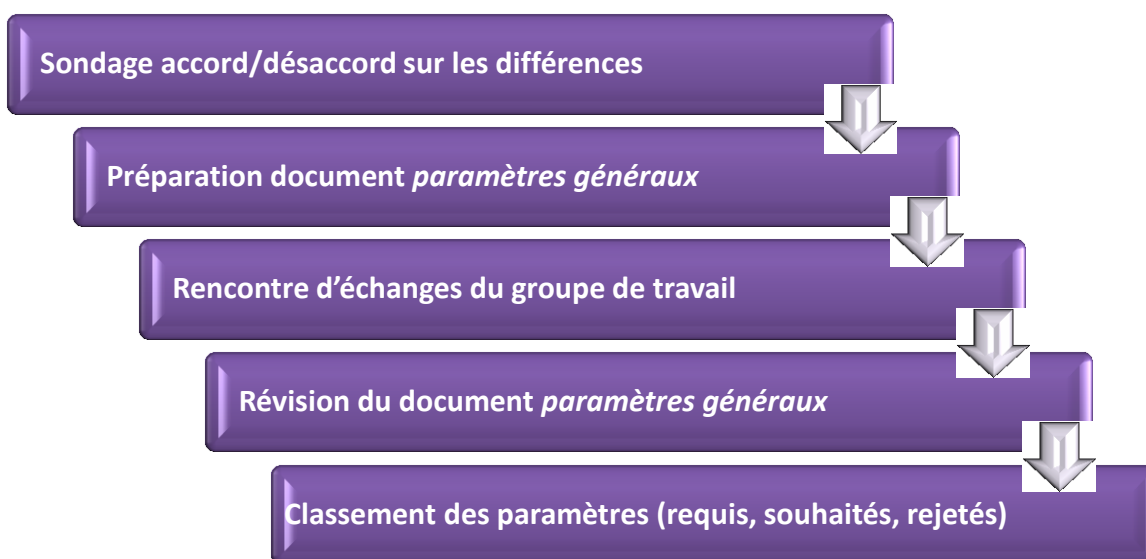 Sondage accord/désaccord sur les différences
Préparation document paramètres généraux
Rencontre d'échanges du groupe de travail
Révision du document paramètres généraux
Classement des paramètres (requis, souhaités, rejetés)